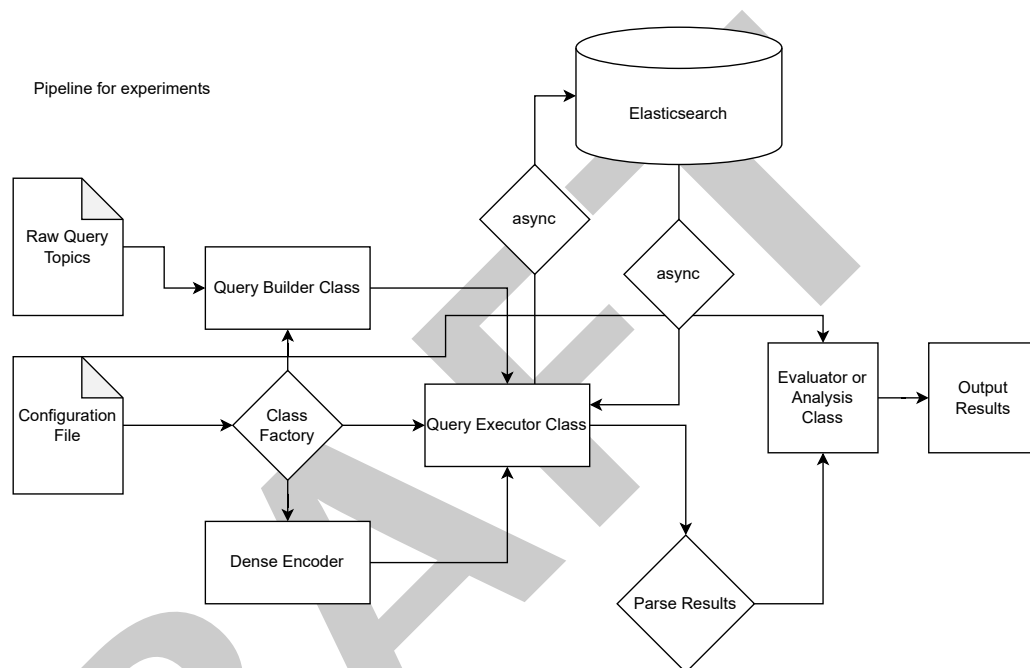 Pipeline for experiments
Elasticsearch
async
async
Raw Query
Topics
Query Builder Class
Configuration
File
Class
Factory
Query Executor Class
Evaluator or
Analysis
Class
Output
Results
Dense Encoder
Parse Results
DRAFT